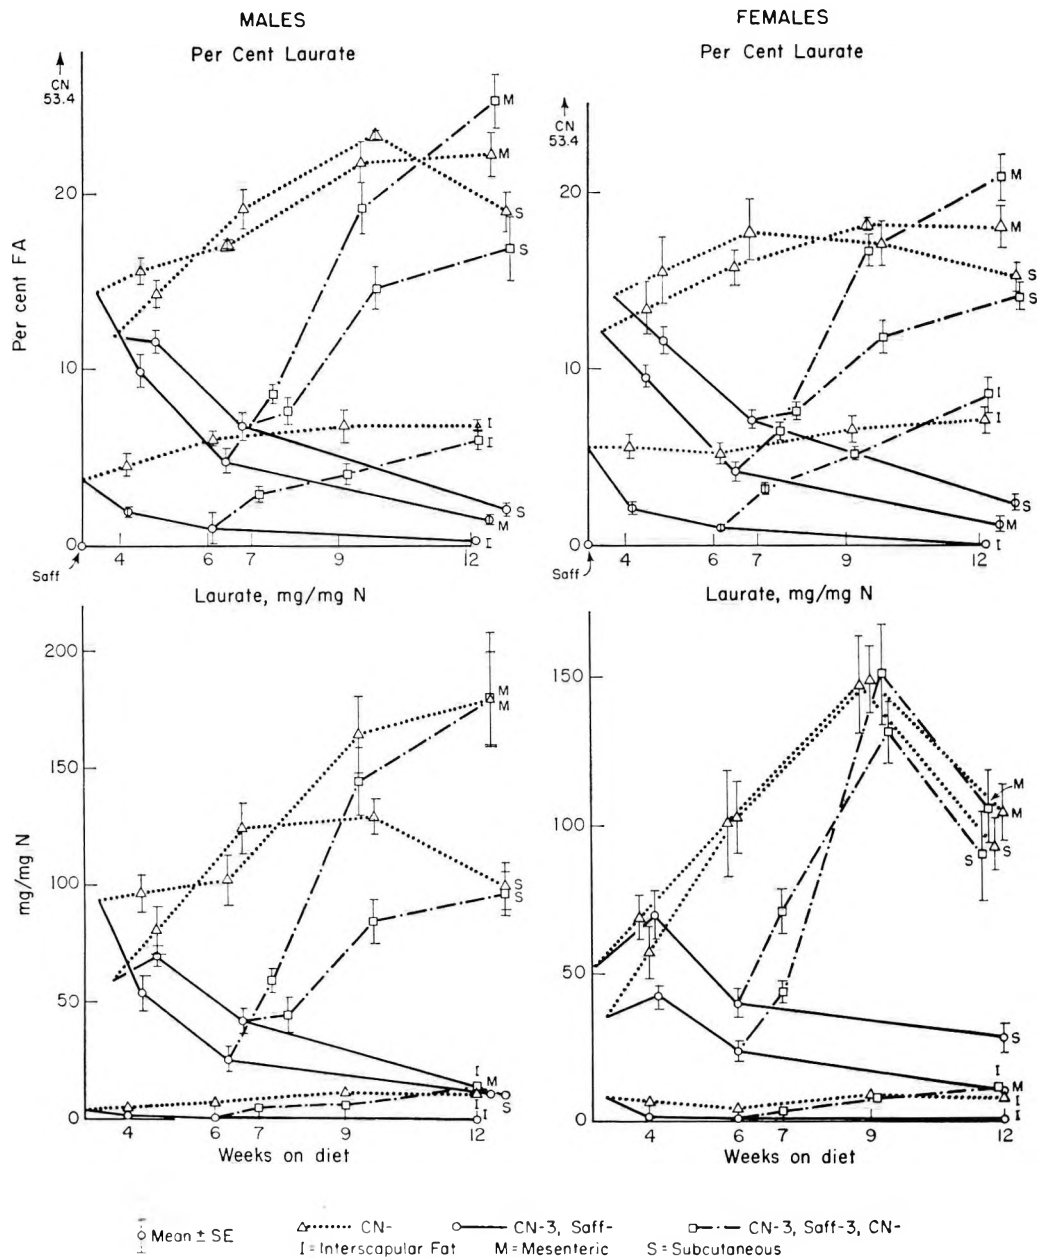 MALES
FEMALES
Per Cent Laurate
Per Cent Laurate
CN
53.4
CN
53.4
M
M
S
S
I
I
S
M
I
20
10
0
Per cent FA
4
6
7
9
12
Saff
M
M
S
S
I
I
S
M
I
20
10
0
4
6
7
9
12
Saff
Laurate, mg/mg N
Laurate, mg/mg N
200
150
100
50
0
mg/mg N
M
M
S
S
I
M
S
I
4
6
7
9
12
Weeks on diet
150
100
50
0
M
M
S
S
S
I
M
I
I
4
6
7
9
12
Weeks on diet
Mean ± SE
CN-
CN-3, Saff-
CN-3, Saff-3, CN-
I = Interscapular Fat
M = Mesenteric
S = Subcutaneous